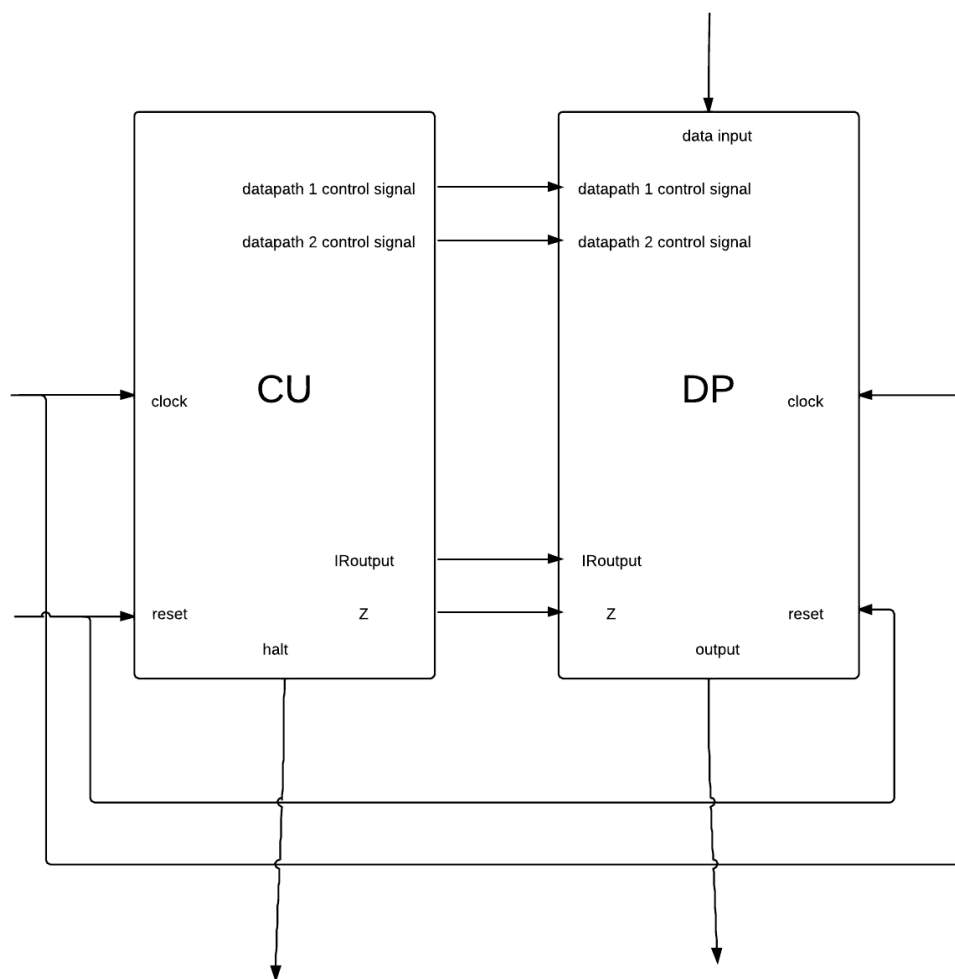 data input
datapath 1 control signal
datapath 1 control signal
datapath 2 control signal
datapath 2 control signal
CU
DP
clock
clock
IRoutput
IRoutput
reset
Z
Z
reset
halt
output